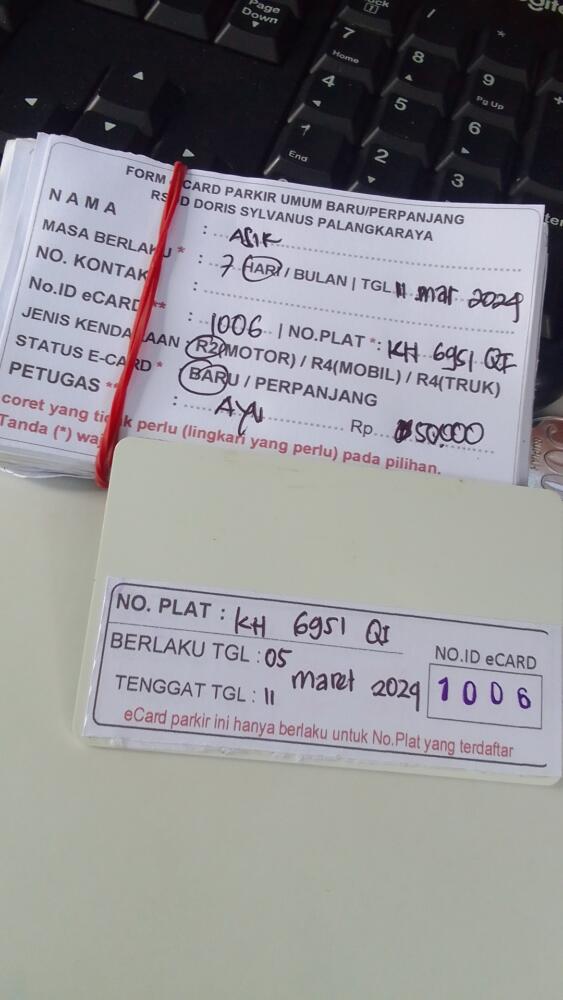 Page
Down
7
Home
8
9
Pg Up
4
5
6
1
End
2
3
FORM eCARD PARKIR UMUM BARU/PERPANJANG
RSUD DORIS SYLVANUS PALANGKARAYA
NAMA : ASIK
MASA BERLAKU * : 7 HARI / BULAN | TGL 11 mar 2024
NO. KONTAK
No.ID eCARD ** : 1006 | NO.PLAT *: KH 6951 QI
JENIS KENDARAAN : R2(MOTOR) / R4(MOBIL) / R4(TRUK)
STATUS E-CARD * : BARU / PERPANJANG
PETUGAS ** : AYU Rp 50.000
coret yang tidak perlu (lingkari yang perlu) pada pilihan.
Tanda (*) waj
NO. PLAT : KH 6951 QI
BERLAKU TGL : 05 maret 2024
TENGGAT TGL : 11
NO.ID eCARD
1006
eCard parkir ini hanya berlaku untuk No.Plat yang terdaftar